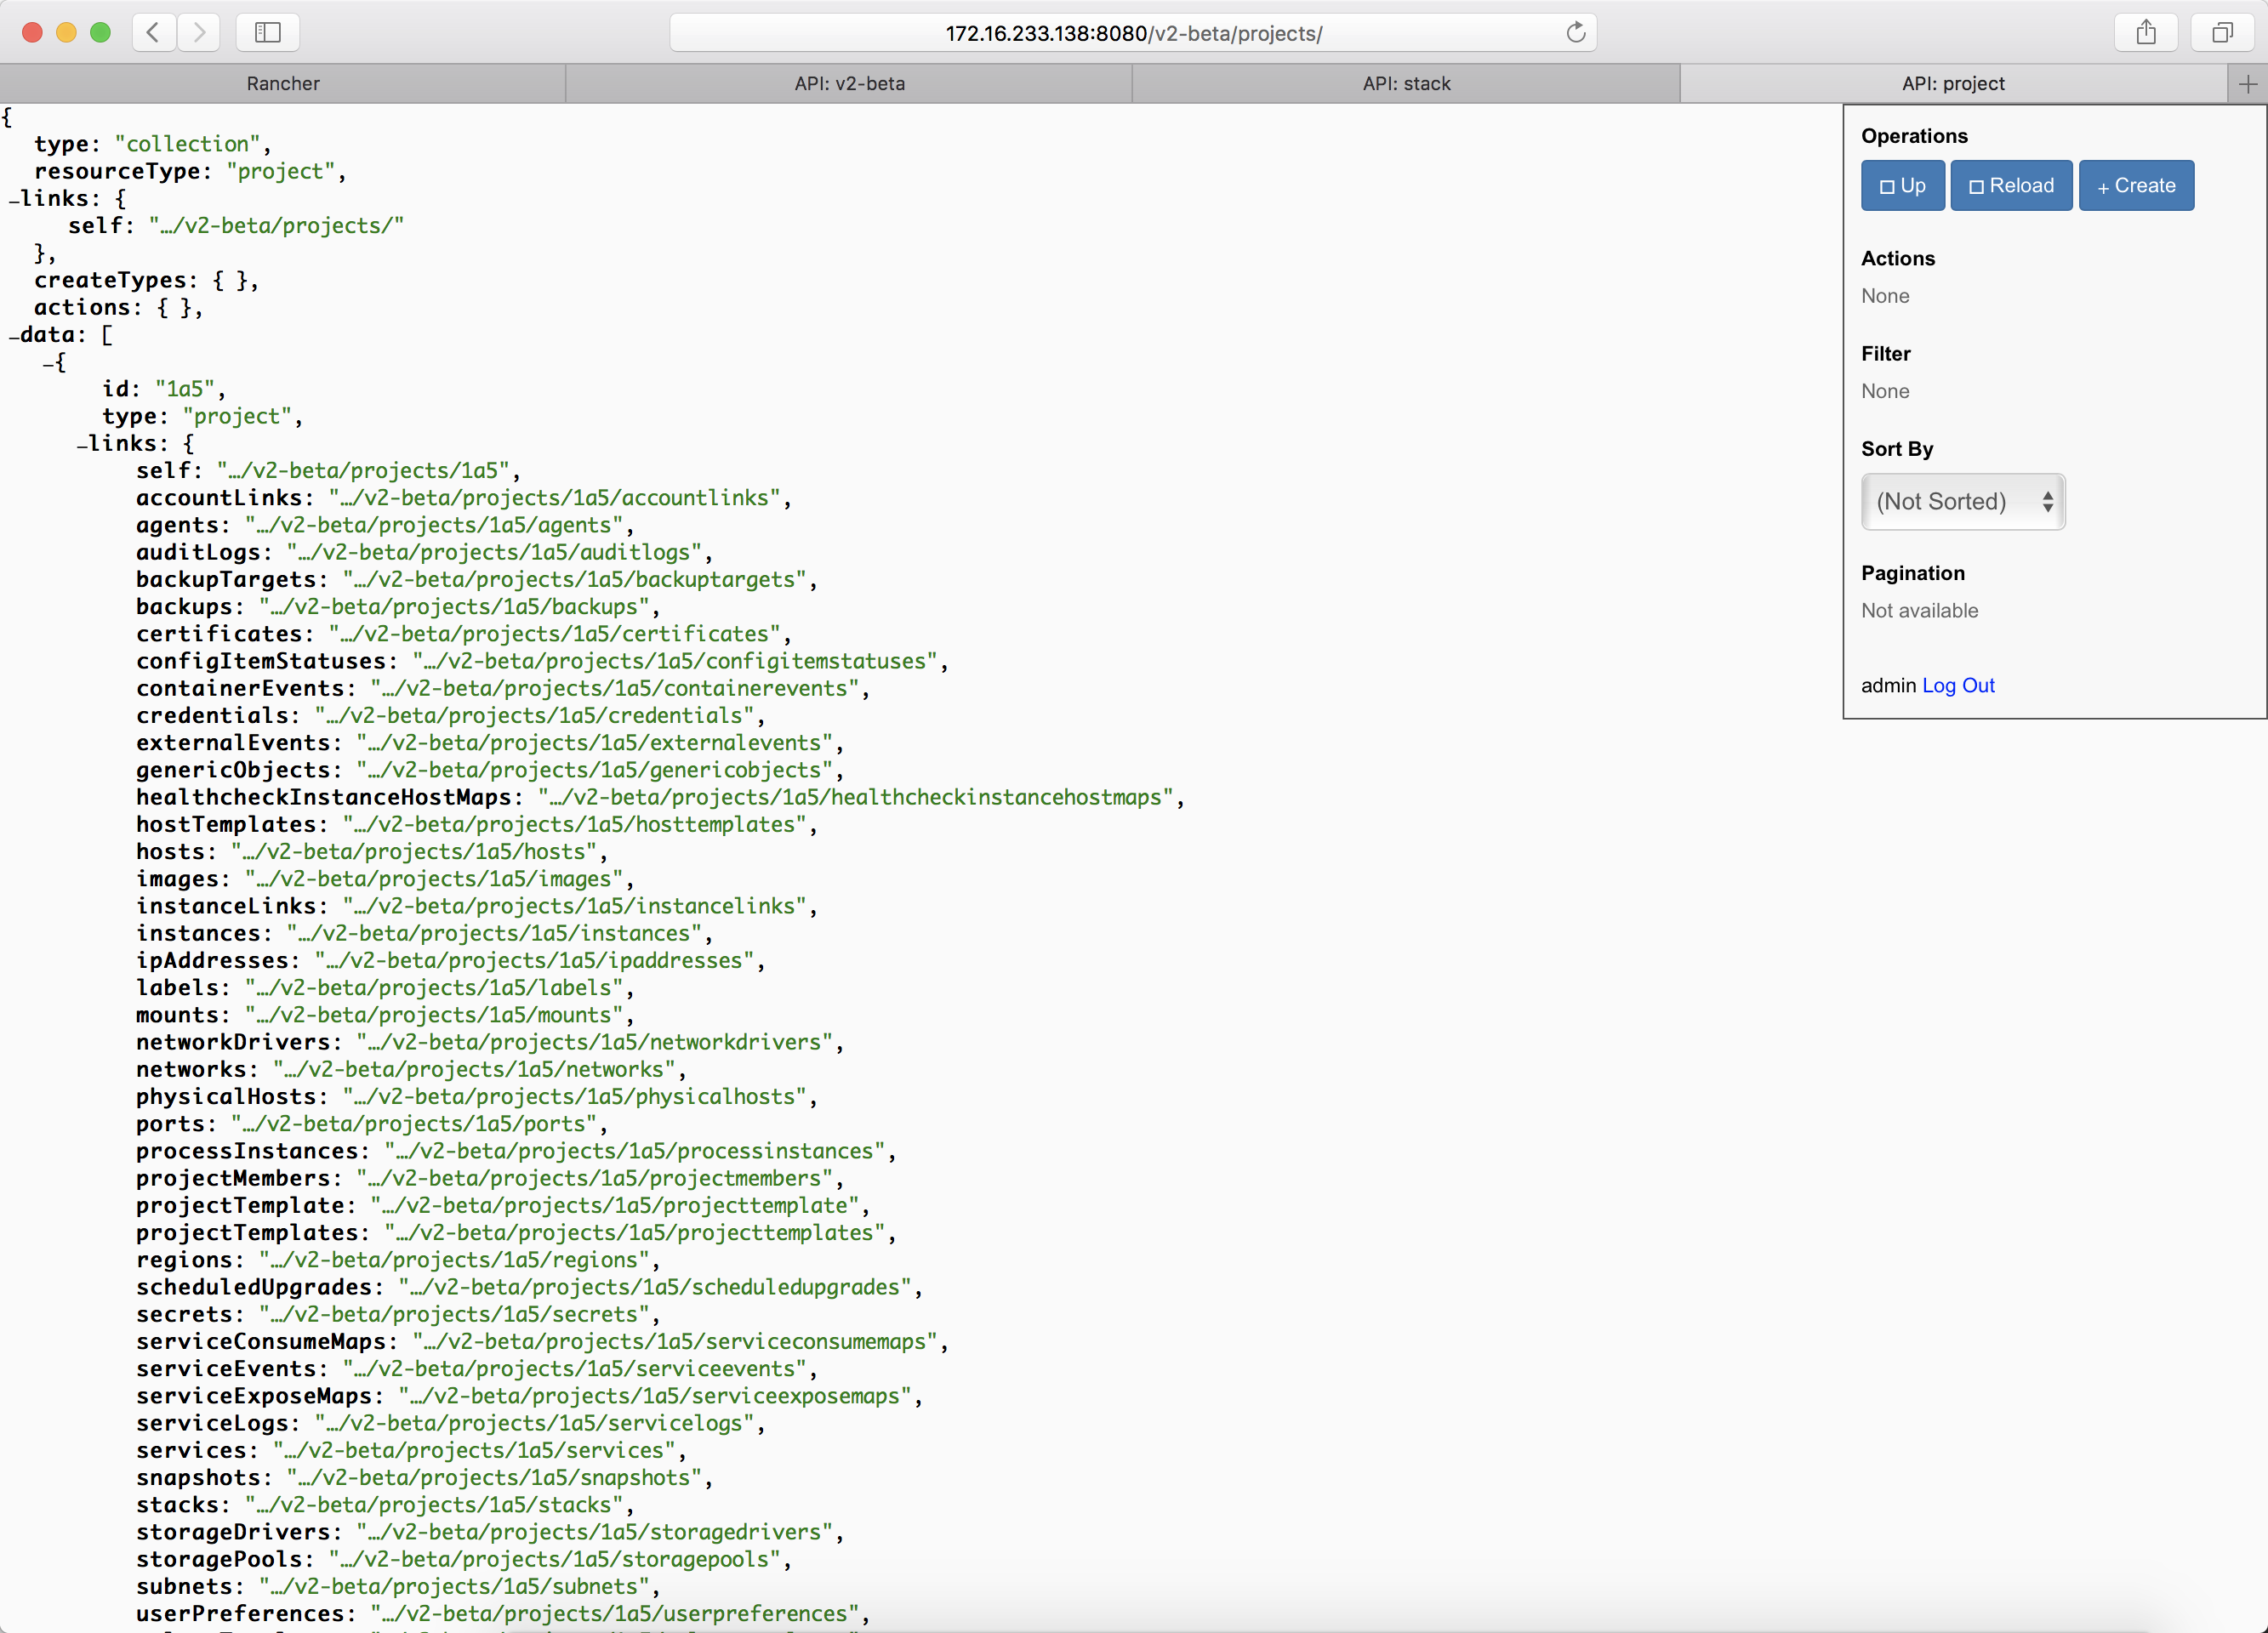 172.16.233.138:8080/v2-beta/projects/
Rancher
API: v2-beta
API: stack
API: project
{
type: "collection",
resourceType: "project",
–links: {
self: "…/v2-beta/projects/"
},
createTypes: { },
actions: { },
–data: [
–{
id: "1a5",
type: "project",
–links: {
self: "…/v2-beta/projects/1a5",
accountLinks: "…/v2-beta/projects/1a5/accountlinks",
agents: "…/v2-beta/projects/1a5/agents",
auditLogs: "…/v2-beta/projects/1a5/auditlogs",
backupTargets: "…/v2-beta/projects/1a5/backuptargets",
backups: "…/v2-beta/projects/1a5/backups",
certificates: "…/v2-beta/projects/1a5/certificates",
configItemStatuses: "…/v2-beta/projects/1a5/configitemstatuses",
containerEvents: "…/v2-beta/projects/1a5/containerevents",
credentials: "…/v2-beta/projects/1a5/credentials",
externalEvents: "…/v2-beta/projects/1a5/externalevents",
genericObjects: "…/v2-beta/projects/1a5/genericobjects",
healthcheckInstanceHostMaps: "…/v2-beta/projects/1a5/healthcheckinstancehostmaps",
hostTemplates: "…/v2-beta/projects/1a5/hosttemplates",
hosts: "…/v2-beta/projects/1a5/hosts",
images: "…/v2-beta/projects/1a5/images",
instanceLinks: "…/v2-beta/projects/1a5/instancelinks",
instances: "…/v2-beta/projects/1a5/instances",
ipAddresses: "…/v2-beta/projects/1a5/ipaddresses",
labels: "…/v2-beta/projects/1a5/labels",
mounts: "…/v2-beta/projects/1a5/mounts",
networkDrivers: "…/v2-beta/projects/1a5/networkdrivers",
networks: "…/v2-beta/projects/1a5/networks",
physicalHosts: "…/v2-beta/projects/1a5/physicalhosts",
ports: "…/v2-beta/projects/1a5/ports",
processInstances: "…/v2-beta/projects/1a5/processinstances",
projectMembers: "…/v2-beta/projects/1a5/projectmembers",
projectTemplate: "…/v2-beta/projects/1a5/projecttemplate",
projectTemplates: "…/v2-beta/projects/1a5/projecttemplates",
regions: "…/v2-beta/projects/1a5/regions",
scheduledUpgrades: "…/v2-beta/projects/1a5/scheduledupgrades",
secrets: "…/v2-beta/projects/1a5/secrets",
serviceConsumeMaps: "…/v2-beta/projects/1a5/serviceconsumemaps",
serviceEvents: "…/v2-beta/projects/1a5/serviceevents",
serviceExposeMaps: "…/v2-beta/projects/1a5/serviceexposemaps",
serviceLogs: "…/v2-beta/projects/1a5/servicelogs",
services: "…/v2-beta/projects/1a5/services",
snapshots: "…/v2-beta/projects/1a5/snapshots",
stacks: "…/v2-beta/projects/1a5/stacks",
storageDrivers: "…/v2-beta/projects/1a5/storagedrivers",
storagePools: "…/v2-beta/projects/1a5/storagepools",
subnets: "…/v2-beta/projects/1a5/subnets",
userPreferences: "…/v2-beta/projects/1a5/userpreferences",
Operations
Up
Reload
+ Create
Actions
None
Filter
None
Sort By
(Not Sorted)
Pagination
Not available
admin Log Out